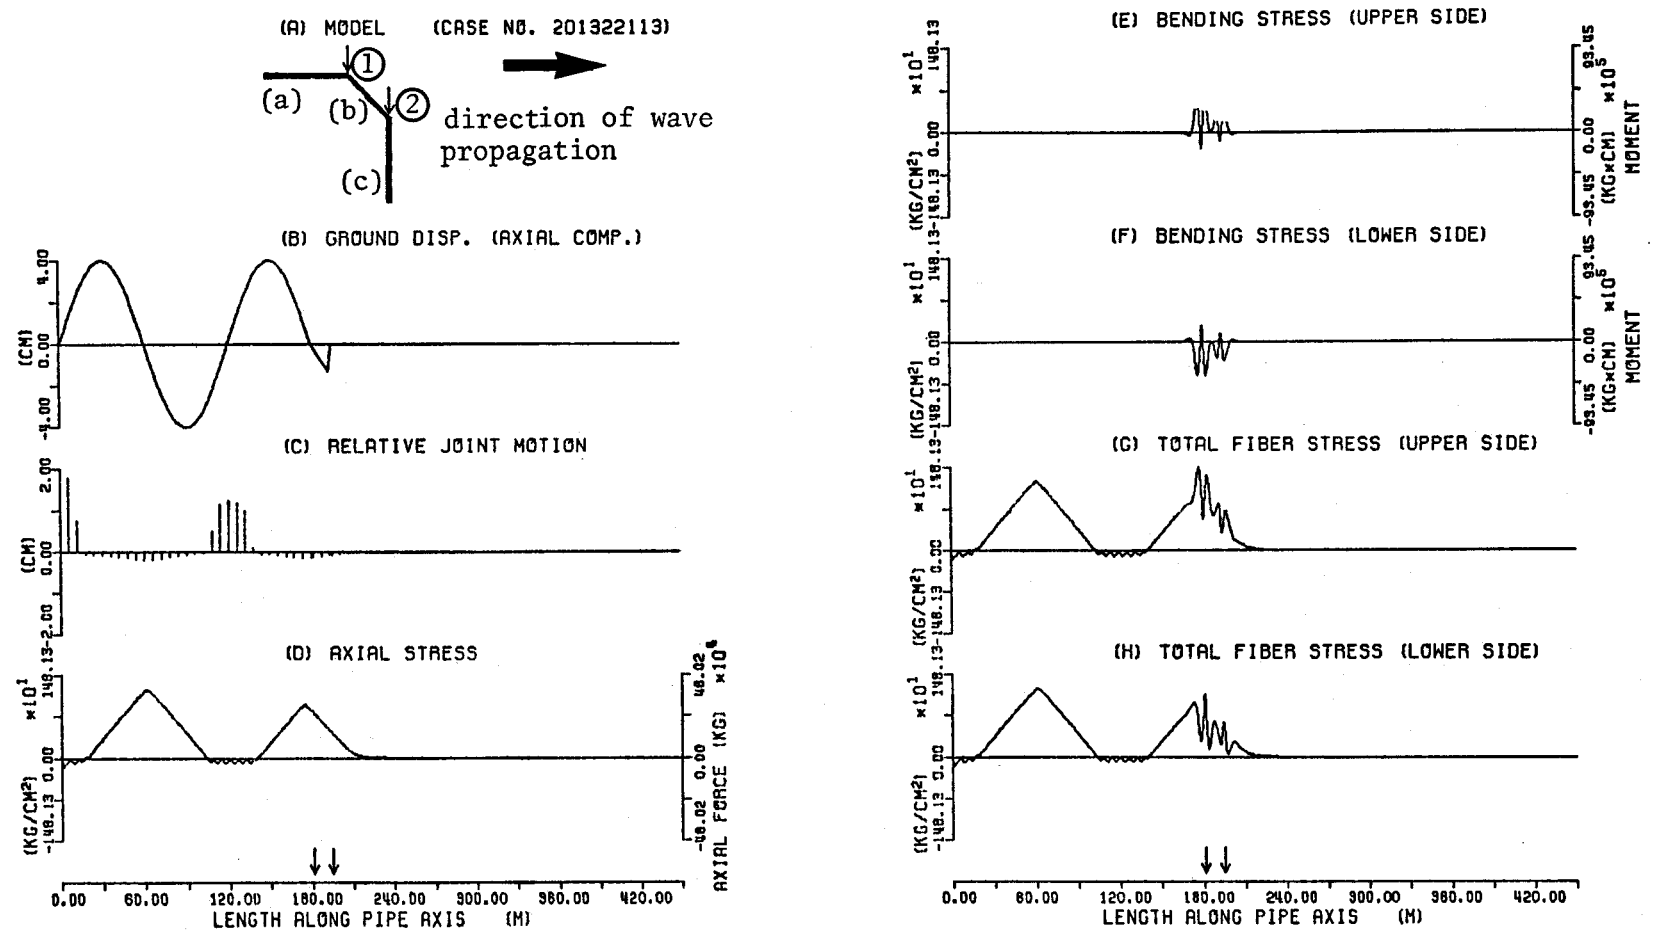 (A) MODEL (CASE NO. 201322113)
①
(a)
(b)
②
(c)
direction of wave
propagation
(B) GROUND DISP. (AXIAL COMP.)
4.00
0.00
-4.00
(CM)
(C) RELATIVE JOINT MOTION
2.00
0.00
-2.00
(CM)
(D) AXIAL STRESS
148.13
0.00
-148.13
(KG/CM²) ×10¹
48.02
0.00
-48.02
AXIAL FORCE (KG) ×10⁴
0.00 60.00 120.00 180.00 240.00 300.00 360.00 420.00
LENGTH ALONG PIPE AXIS (M)
(E) BENDING STRESS (UPPER SIDE)
148.13
0.00
-148.13
(KG/CM²) ×10¹
93.45
0.00
-93.45
(KG×CM) ×10⁵
MOMENT
(F) BENDING STRESS (LOWER SIDE)
148.13
0.00
-148.13
(KG/CM²) ×10¹
93.45
0.00
-93.45
(KG×CM) ×10⁵
MOMENT
(G) TOTAL FIBER STRESS (UPPER SIDE)
148.13
0.00
-148.13
(KG/CM²) ×10¹
(H) TOTAL FIBER STRESS (LOWER SIDE)
148.13
0.00
-148.13
(KG/CM²) ×10¹
0.00 60.00 120.00 180.00 240.00 300.00 360.00 420.00
LENGTH ALONG PIPE AXIS (M)